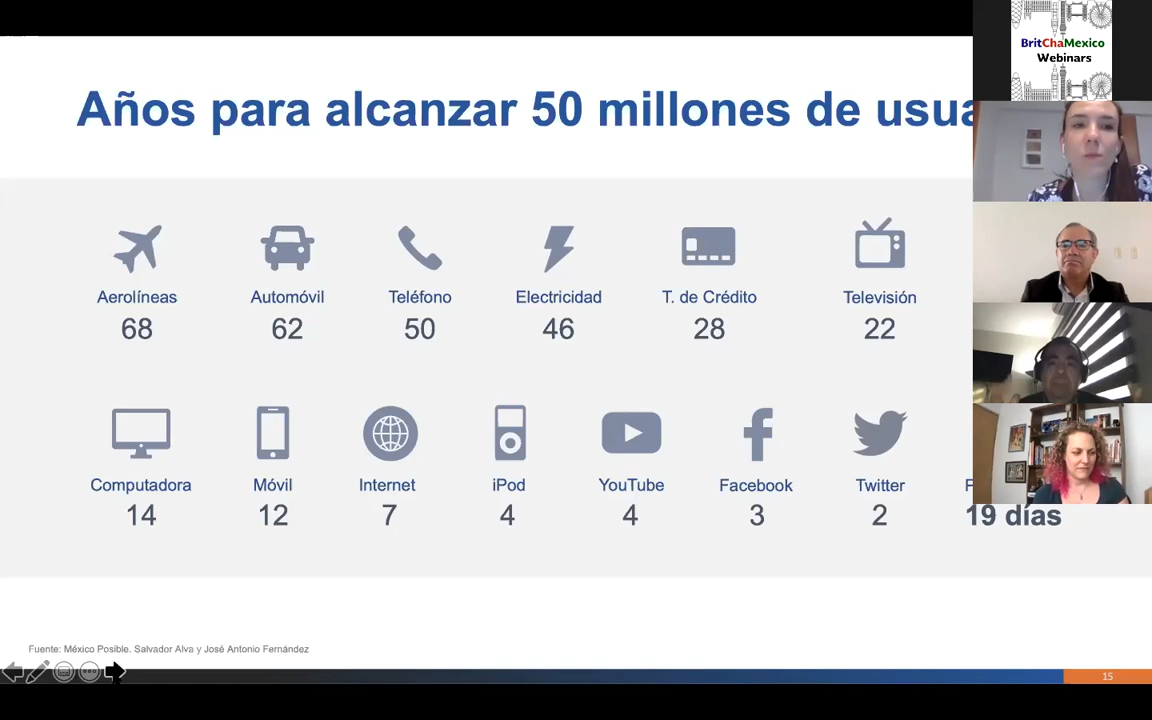 BritChaMexico
Webinars
Años para alcanzar 50 millones de
Aerolíneas Automóvil Teléfono Electricidad T. de Crédito Televisión
68 62 50 46 28 22
Computadora Móvil Internet iPod YouTube Facebook Twitter
14 12 7 4 4 3 2 19 días
Fuente: México Posible. Salvador Alva y José Antonio Fernández
15